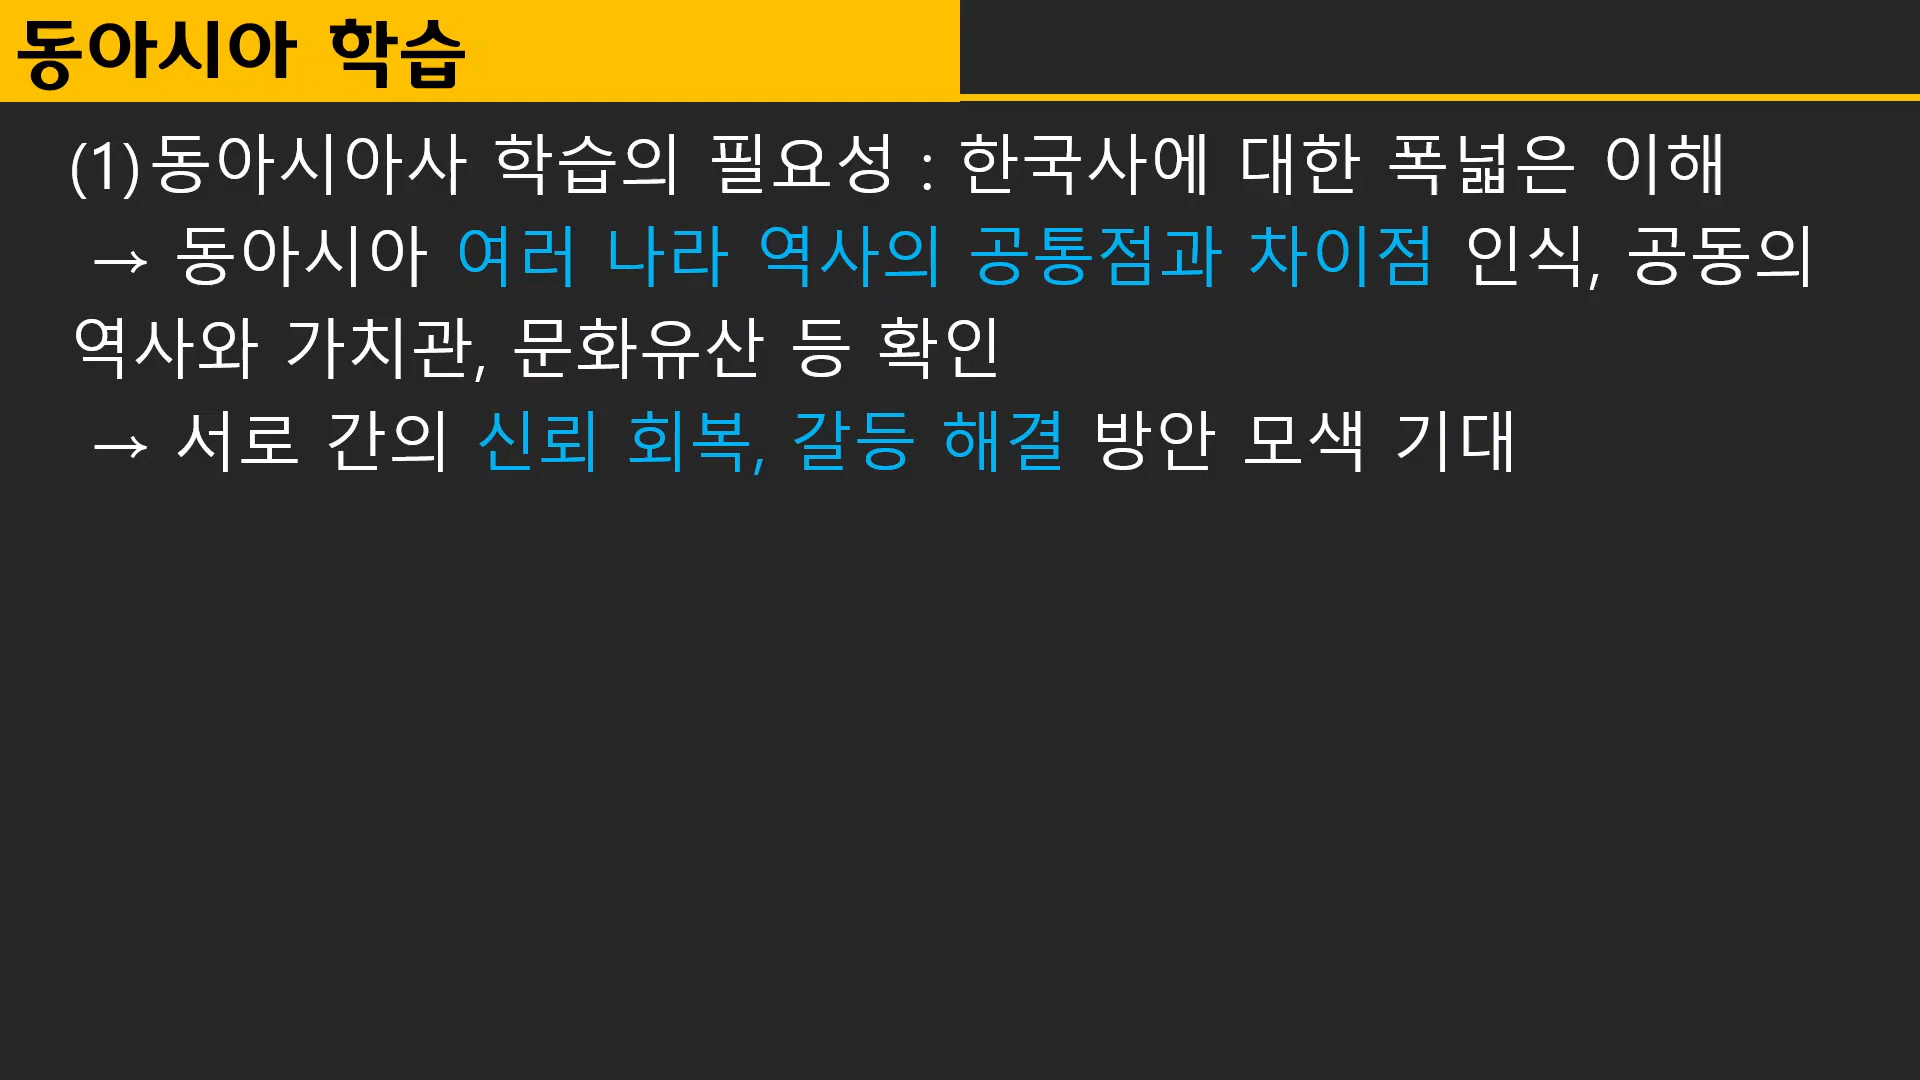 동아시아 학습
(1) 동아시아사 학습의 필요성 : 한국사에 대한 폭넓은 이해
→ 동아시아 여러 나라 역사의 공통점과 차이점 인식, 공동의
역사와 가치관, 문화유산 등 확인
→ 서로 간의 신뢰 회복, 갈등 해결 방안 모색 기대